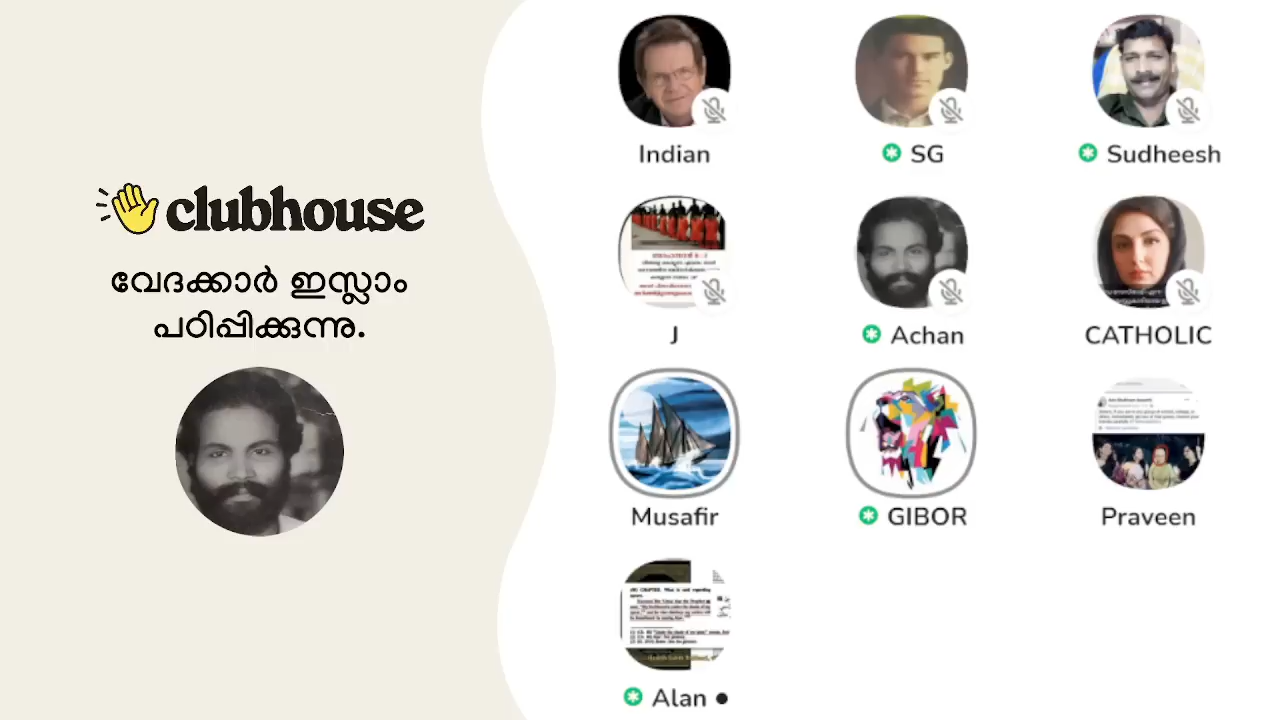 clubhouse
വേദക്കാർ ഇസ്ലാം
പഠിപ്പിക്കുന്നു.
Indian
SG
Sudheesh
J
Achan
CATHOLIC
Musafir
GIBOR
Praveen
Alan